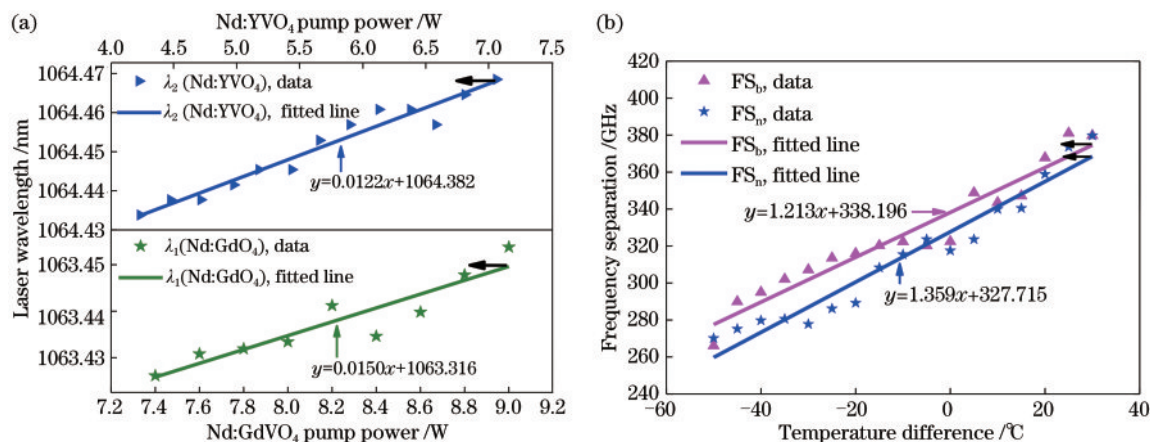 (a)
Nd:YVO₄ pump power /W
4.2 4.5 5.0 5.5 6.0 6.5 7.0 7.5
Laser wavelength /nm
1064.47
1064.46
1064.45
1064.44
1064.43
1063.45
1063.44
1063.43
λ₂ (Nd:YVO₄), data
λ₂ (Nd:YVO₄), fitted line
y=0.0122x+1064.382
λ₁(Nd:GdO₄), data
λ₁(Nd:GdO₄), fitted line
y=0.0150x+1063.316
7.2 7.4 7.6 7.8 8.0 8.2 8.4 8.6 8.8 9.0 9.2
Nd:GdVO₄ pump power /W
(b)
Frequency separation /GHz
420
400
380
360
340
320
300
280
260
240
FS_b, data
FS_n, data
FS_b, fitted line
FS_n, fitted line
y=1.213x+338.196
y=1.359x+327.715
−60 −40 −20 0 20 40
Temperature difference /℃